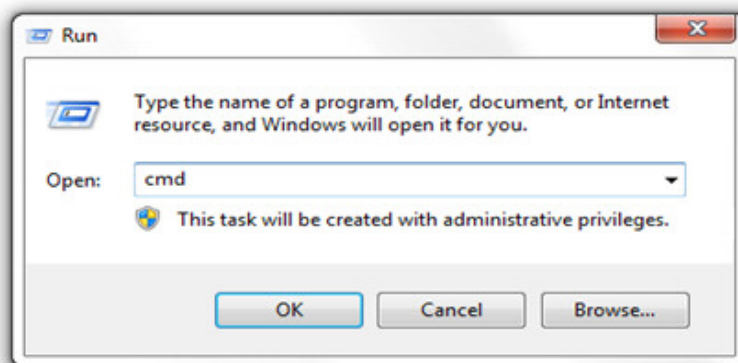 Run
Type the name of a program, folder, document, or Internet
resource, and Windows will open it for you.
Open: cmd
This task will be created with administrative privileges.
OK Cancel Browse...